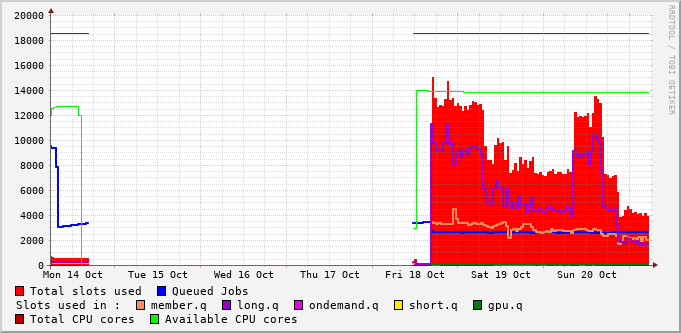 20000
18000
16000
14000
12000
10000
8000
6000
4000
2000
0
Mon 14 Oct Tue 15 Oct Wed 16 Oct Thu 17 Oct Fri 18 Oct Sat 19 Oct Sun 20 Oct
Total slots used Queued Jobs
Slots used in : member.q long.q ondemand.q short.q gpu.q
Total CPU cores Available CPU cores
RRDTOOL / TOBI OETIKER